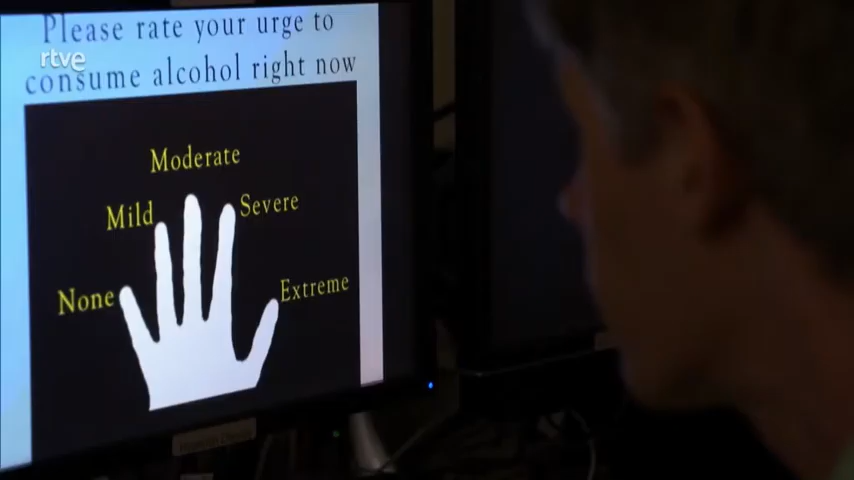 Please rate your urge to
rtve
consume alcohol right now
Moderate
Mild
Severe
None
Extreme